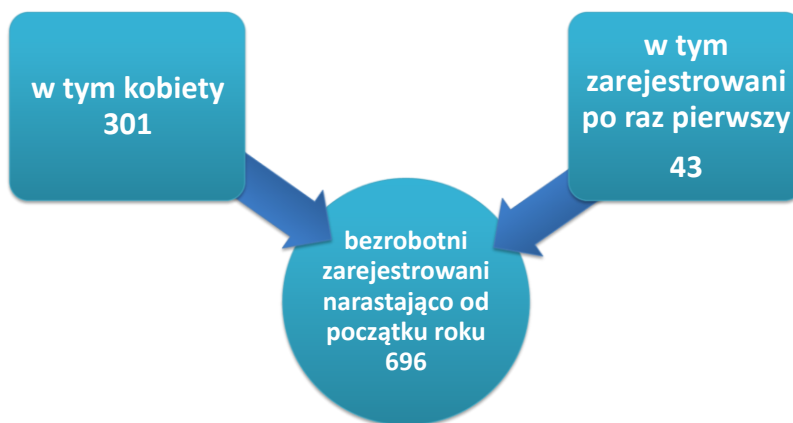 w tym kobiety
301
w tym
zarejestrowani
po raz pierwszy
43
bezrobotni
zarejestrowani
narastająco od
początku roku
696